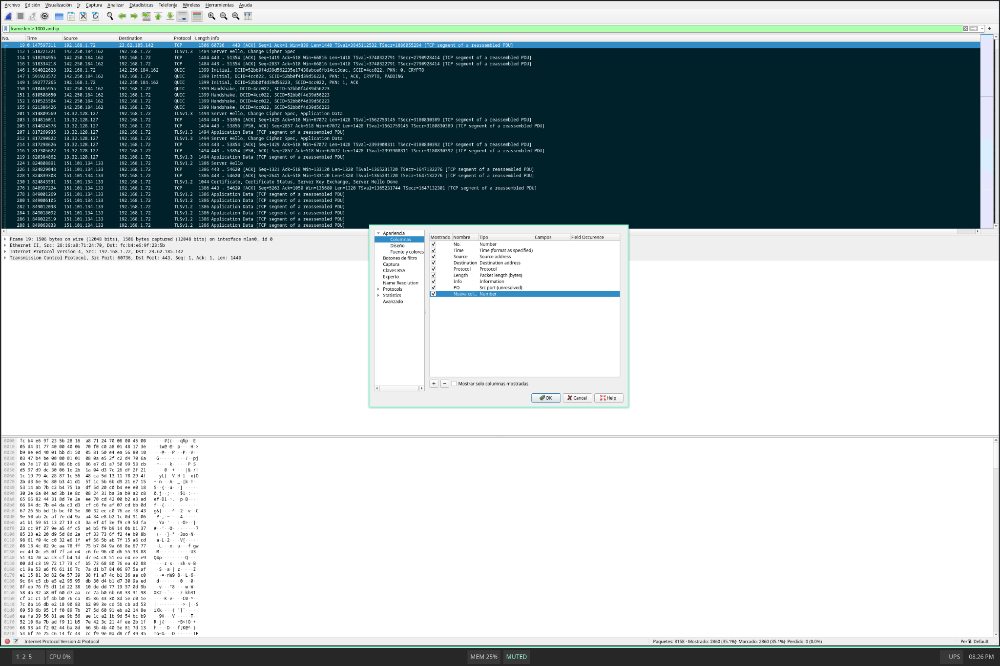 Archivo Edición Visualización Ir Captura Analizar Estadísticas Telefonía Wireless Herramientas Ayuda
frame.len > 1000 and ip
No. Time Source Destination Protocol Length Info
19 0.147597311 192.168.1.72 23.62.185.142 TCP 1506 60736 → 443 [ACK] Seq=1 Ack=1 Win=839 Len=1440 TSval=3845112532 TSecr=1886055294 [TCP segment of a reassembled PDU]
112 1.518221221 142.250.184.162 192.168.1.72 TLSv1.3 1484 Server Hello, Change Cipher Spec
114 1.518294955 142.250.184.162 192.168.1.72 TCP 1484 443 → 51354 [ACK] Seq=1419 Ack=518 Win=66816 Len=1418 TSval=3740322791 TSecr=2790928414 [TCP segment of a reassembled PDU]
116 1.518334218 142.250.184.162 192.168.1.72 TCP 1484 443 → 51354 [ACK] Seq=2837 Ack=518 Win=66816 Len=1418 TSval=3740322791 TSecr=2790928414 [TCP segment of a reassembled PDU]
146 1.584022628 192.168.1.72 142.250.184.162 QUIC 1399 Initial, DCID=52bb0f4d39d562235e17438abce6fb14cc3dac, SCID=4cc022, PKN: 0, CRYPTO
147 1.591923572 142.250.184.162 192.168.1.72 QUIC 1399 Initial, DCID=4cc022, SCID=52bb0f4d39d56223, PKN: 1, ACK, CRYPTO, PADDING
149 1.592777265 192.168.1.72 142.250.184.162 QUIC 1399 Initial, DCID=52bb0f4d39d56223, SCID=4cc022, PKN: 1, ACK
150 1.610465955 142.250.184.162 192.168.1.72 QUIC 1399 Handshake, DCID=4cc022, SCID=52bb0f4d39d56223
151 1.610508650 142.250.184.162 192.168.1.72 QUIC 1399 Handshake, DCID=4cc022, SCID=52bb0f4d39d56223
152 1.610525504 142.250.184.162 192.168.1.72 QUIC 1399 Handshake, DCID=4cc022, SCID=52bb0f4d39d56223
155 1.621386426 142.250.184.162 192.168.1.72 QUIC 1399 Handshake, DCID=4cc022, SCID=52bb0f4d39d56223
201 1.814809569 13.32.128.127 192.168.1.72 TLSv1.3 1494 Server Hello, Change Cipher Spec, Application Data
203 1.814816011 13.32.128.127 192.168.1.72 TCP 1494 443 → 53856 [ACK] Seq=1429 Ack=518 Win=67072 Len=1428 TSval=1562759145 TSecr=3180830389 [TCP segment of a reassembled PDU]
205 1.814824578 13.32.128.127 192.168.1.72 TCP 1494 443 → 53856 [PSH, ACK] Seq=2857 Ack=518 Win=67072 Len=1428 TSval=1562759145 TSecr=3180830389 [TCP segment of a reassembled PDU]
207 1.817269935 13.32.128.127 192.168.1.72 TLSv1.3 1494 Application Data [TCP segment of a reassembled PDU]
212 1.817290822 13.32.128.127 192.168.1.72 TLSv1.3 1494 Server Hello, Change Cipher Spec, Application Data
214 1.817298626 13.32.128.127 192.168.1.72 TCP 1494 443 → 53854 [ACK] Seq=1429 Ack=518 Win=67072 Len=1428 TSval=2393908311 TSecr=3180830392 [TCP segment of a reassembled PDU]
216 1.817305622 13.32.128.127 192.168.1.72 TCP 1494 443 → 53854 [PSH, ACK] Seq=2857 Ack=518 Win=67072 Len=1428 TSval=2393908311 TSecr=3180830392 [TCP segment of a reassembled PDU]
219 1.820384862 13.32.128.127 192.168.1.72 TLSv1.3 1494 Application Data [TCP segment of a reassembled PDU]
224 1.824808891 151.101.134.133 192.168.1.72 TLSv1.2 1386 Server Hello
226 1.824829048 151.101.134.133 192.168.1.72 TCP 1386 443 → 54620 [ACK] Seq=1321 Ack=518 Win=133120 Len=1320 TSval=1365231720 TSecr=1647132276 [TCP segment of a reassembled PDU]
228 1.824839308 151.101.134.133 192.168.1.72 TCP 1386 443 → 54620 [ACK] Seq=2641 Ack=518 Win=133120 Len=1320 TSval=1365231720 TSecr=1647132276 [TCP segment of a reassembled PDU]
230 1.824843531 151.101.134.133 192.168.1.72 TLSv1.2 1044 Certificate, Certificate Status, Server Key Exchange, Server Hello Done
276 1.848997224 151.101.134.133 192.168.1.72 TCP 1386 443 → 54620 [ACK] Seq=5263 Ack=1050 Win=135680 Len=1320 TSval=1365231744 TSecr=1647132301 [TCP segment of a reassembled PDU]
278 1.849001269 151.101.134.133 192.168.1.72 TLSv1.2 1386 Application Data [TCP segment of a reassembled PDU]
280 1.849006105 151.101.134.133 192.168.1.72 TLSv1.2 1386 Application Data [TCP segment of a reassembled PDU]
282 1.849012038 151.101.134.133 192.168.1.72 TLSv1.2 1386 Application Data [TCP segment of a reassembled PDU]
284 1.849018092 151.101.134.133 192.168.1.72 TLSv1.2 1386 Application Data [TCP segment of a reassembled PDU]
286 1.849022519 151.101.134.133 192.168.1.72 TLSv1.2 1386 Application Data [TCP segment of a reassembled PDU]
288 1.849063833 151.101.134.133 192.168.1.72 TLSv1.2 1386 Application Data [TCP segment of a reassembled PDU]
Frame 19: 1506 bytes on wire (12048 bits), 1506 bytes captured (12048 bits) on interface mlan0, id 0
Ethernet II, Src: 28:16:a8:71:24:70, Dst: fc:b4:e6:9f:23:5b
Internet Protocol Version 4, Src: 192.168.1.72, Dst: 23.62.185.142
Transmission Control Protocol, Src Port: 60736, Dst Port: 443, Seq: 1, Ack: 1, Len: 1440
Apariencia
Columnas
Diseño
Fuente y colores
Botones de filtro
Captura
Claves RSA
Experto
Name Resolution
Protocols
Statistics
Avanzado
Mostrado Nombre Tipo Campos Field Occurence
No. Number
Time Time (format as specified)
Source Source address
Destination Destination address
Protocol Protocol
Length Packet length (bytes)
Info Information
PO Src port (unresolved)
Nueva col... Number
+ − Mostrar solo columnas mostradas
OK Cancel Help
0000 fc b4 e6 9f 23 5b 28 16 a8 71 24 70 08 00 45 00
0010 05 d4 31 77 40 00 40 06 70 f0 c0 a8 01 48 17 3e
0020 b9 8e ed 40 01 bb d1 50 05 81 50 e4 ea 56 80 10
0030 03 47 b4 be 00 00 01 01 08 0a e5 2f c2 d4 70 6a
0040 eb 7e 17 03 03 06 6b c6 86 e7 d1 a7 50 99 53 cb
0050 d5 97 d9 dc 30 06 1e 2b 1a 04 d3 7c 26 df 2f 21
0060 1c 19 79 4c 28 87 1c 56 48 ca 5d 13 11 78 29 4f
0070 2b d3 6e 9c 80 b3 41 d1 5f 1c 5b 6b d9 21 e7 15
0080 53 14 ab 7b c2 b4 75 1a df 5d 20 c0 b4 ee e0 18
0090 30 2e 6a 04 ad 3b 1e 8c 08 24 31 ba 3a b9 a2 c8
00a0 65 66 82 44 31 8d 7e 2e ee 70 cd 42 00 b2 e3 ad
00b0 66 94 dc 7b e4 da c3 d3 cf c6 fe af 07 cd bb 0d
00c0 67 26 5b bd 1b bc f0 5e 80 32 ec c0 76 ae f8 43
00d0 9e 50 ab 2c af 7e d4 9a a4 34 e8 b2 1c 0d 91 06
00e0 a1 b1 59 61 13 27 13 c3 3a ef 4f 3e f9 c9 5d fa
00f0 23 cc 9f 27 9e a5 4f c5 a4 b5 f9 b9 14 0b b1 37
0100 85 28 e2 20 d9 5d 8d 2a cf 33 73 6f f2 4e b0 8b
0110 98 61 f0 4c c0 32 e6 1f ef 56 5b ab 7f 15 a6 cd
0120 08 18 4c 02 9c aa 78 ff 75 b7 84 9a 66 8e 67 77
0130 ec 4d 0c e5 0f 7f ad e4 c6 fe 96 d0 d6 55 33 88
0140 51 34 70 aa c3 cf b4 1d d7 e4 c8 51 ea e4 ee e9
0150 00 dd c3 19 72 17 73 cf b5 73 68 80 76 ea 42 88
0160 c1 9a 53 a6 f6 61 16 7c 7a d1 b7 84 06 97 5a af
0170 e1 15 81 3d 82 6e 57 39 38 f1 a7 4c b1 36 aa c0
0180 9c 64 c5 cb e5 e2 95 95 db 30 d4 b1 d7 30 9a ed
0190 8f eb 76 f5 d1 1d 22 38 10 de dd 77 19 57 0d 9b
01a0 58 4b 32 a8 0f 60 d7 aa cc 7a b0 6b 68 33 31 98
01b0 cf ac c1 bf 4b b0 76 ca 85 86 43 30 8d 5e c0 1e
01c0 7c 0a 16 db e2 18 90 83 b2 09 3e cd 5b cb ad 53
01d0 69 58 6b 95 1f f0 89 7b 27 5d 60 91 eb a2 14 8e
01e0 ea fa 39 56 81 ae 9b 56 ae 1c a2 1b 9d 54 bc b9
01f0 52 10 6a 7b ad f9 11 b5 7e 42 3c 21 4f ee 2b 1f
0200 68 93 a4 f2 02 44 ba 8d 66 3b 4b 40 5e 81 7d 13
0210 54 6f 7e 25 c6 14 fc 44 cc f9 9e 0a d8 cf 49 45
Internet Protocol Version 4: Protocol
Paquetes: 8158 · Mostrado: 2860 (35.1%)· Marcado: 2860 (35.1%)· Perdido: 0 (0.0%)
Perfil: Default
1 2 5 CPU 0% MEM 25% MUTED UPS 08:26 PM